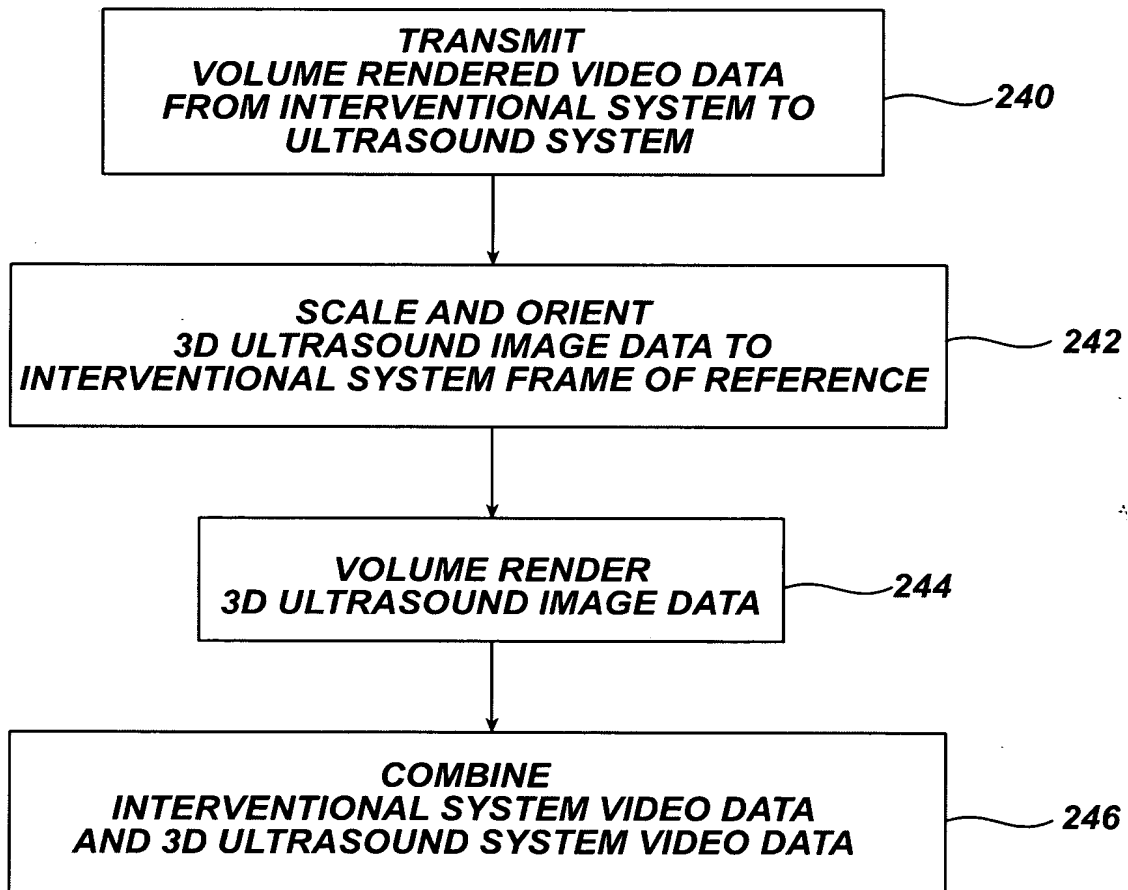 TRANSMIT
VOLUME RENDERED VIDEO DATA
FROM INTERVENTIONAL SYSTEM TO
ULTRASOUND SYSTEM
240
SCALE AND ORIENT
3D ULTRASOUND IMAGE DATA TO
INTERVENTIONAL SYSTEM FRAME OF REFERENCE
242
VOLUME RENDER
3D ULTRASOUND IMAGE DATA
244
COMBINE
INTERVENTIONAL SYSTEM VIDEO DATA
AND 3D ULTRASOUND SYSTEM VIDEO DATA
246